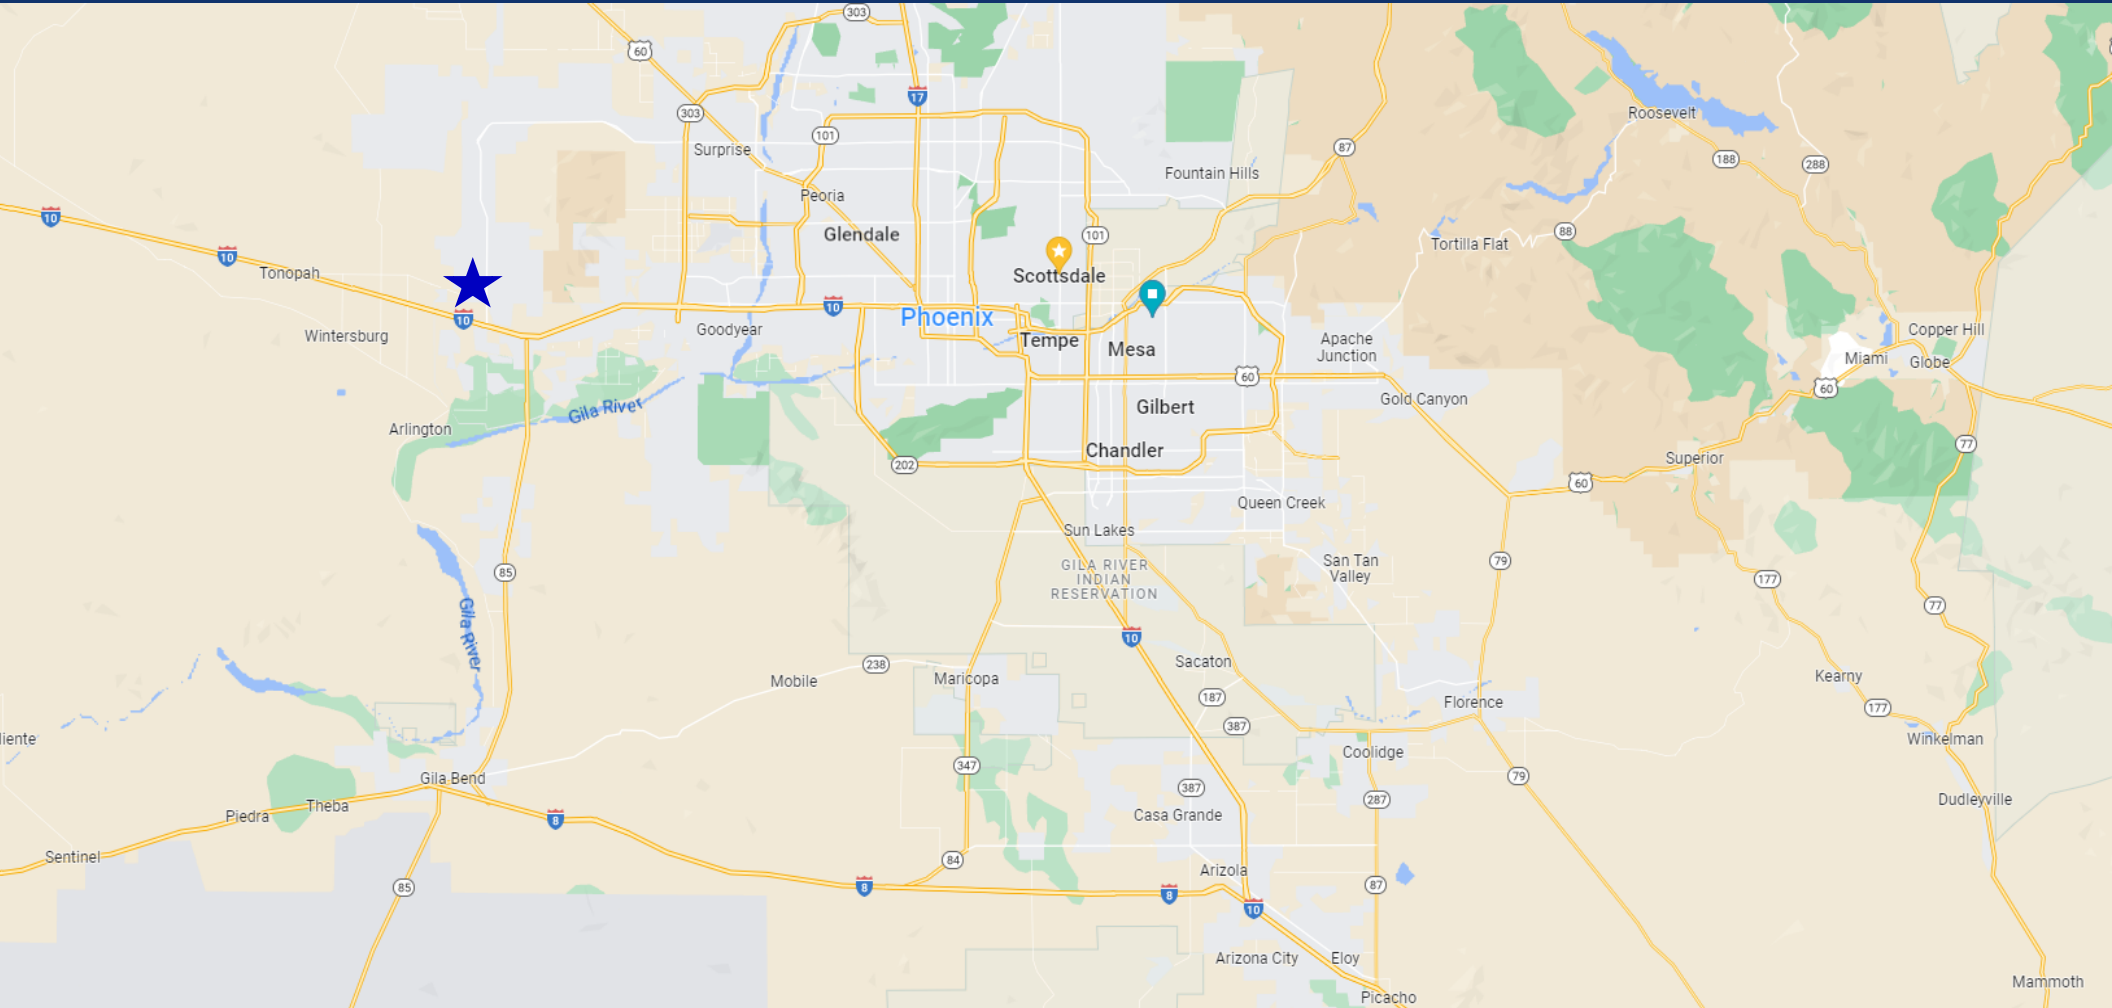 303
60
17
303
101
Surprise
Peoria
Glendale
Fountain Hills
87
Roosevelt
188
288
10
10
Tonopah
Scottsdale
101
Tortilla Flat
88
10
Wintersburg
Goodyear
10
Phoenix
Tempe
Mesa
Apache
Junction
Copper Hill
Miami
Globe
60
60
Gila River
Arlington
Gilbert
Gold Canyon
Chandler
202
77
Superior
60
Queen Creek
Sun Lakes
GILA RIVER
INDIAN
RESERVATION
San Tan
Valley
79
85
177
77
Gila River
10
Sacaton
238
Mobile
Maricopa
187
387
Florence
Kearny
177
liente
Winkelman
Coolidge
Gila Bend
347
387
79
Theba
Piedra
8
Casa Grande
287
Dudleyville
Sentinel
84
Arizola
85
8
8
87
10
Arizona City
Eloy
Picacho
Mammoth